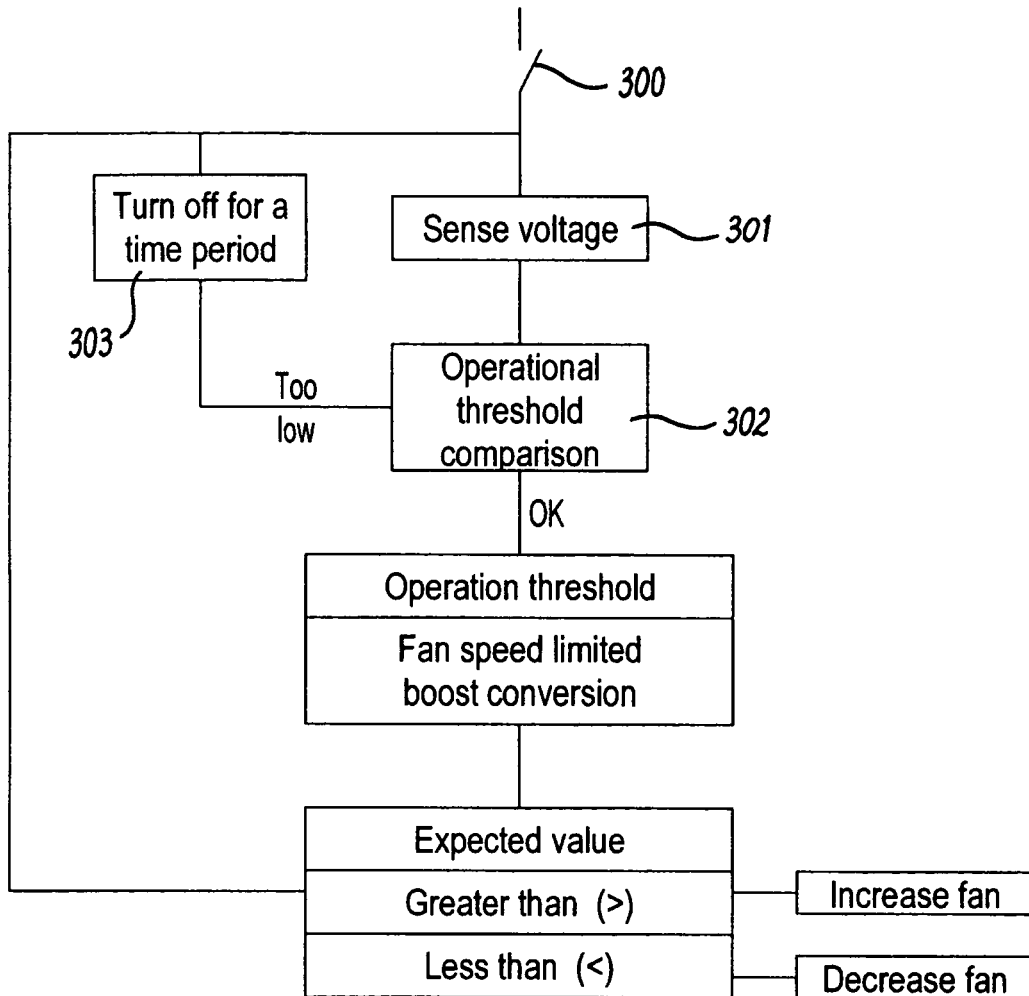 300
Turn off for a
time period
303
Sense voltage
301
Too
low
Operational
threshold
comparison
302
OK
Operation threshold
Fan speed limited
boost conversion
Expected value
Greater than (>)
Increase fan
Less than (<)
Decrease fan